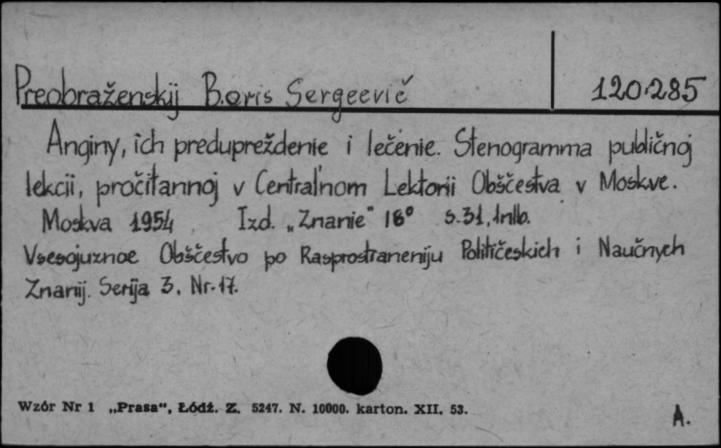 Preobraženskij Boris Sergeevič
120285
Anginy, ich predupreždenie i lečenie. Stenogramma publičnoj
lekcii, pročitannoj v Central'nom Lektorii Obščestva v Moskve.
Moskva 1954 Izd. „Znanie" 16° s.31, 1nlb.
Vsesojuznoe Obščestvo po Rasprostraneniju Političeskich i Naučnych
Znanij. Serija 3. Nr.17.
Wzór Nr 1 „Prasa", Łódź. Z. 5247. N. 10000. karton. XII. 53.
A.